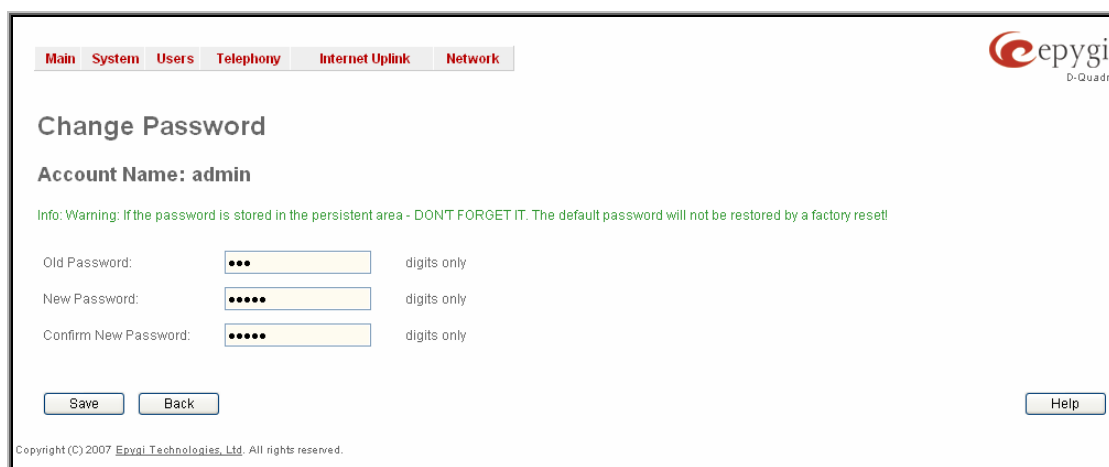 Main System Users Telephony Internet Uplink Network
epygi
D-Quadr
Change Password
Account Name: admin
Info: Warning: If the password is stored in the persistent area - DON'T FORGET IT. The default password will not be restored by a factory reset!
Old Password: ••• digits only
New Password: ••••• digits only
Confirm New Password: ••••• digits only
Save Back Help
Copyright (C) 2007 Epygi Technologies, Ltd. All rights reserved.